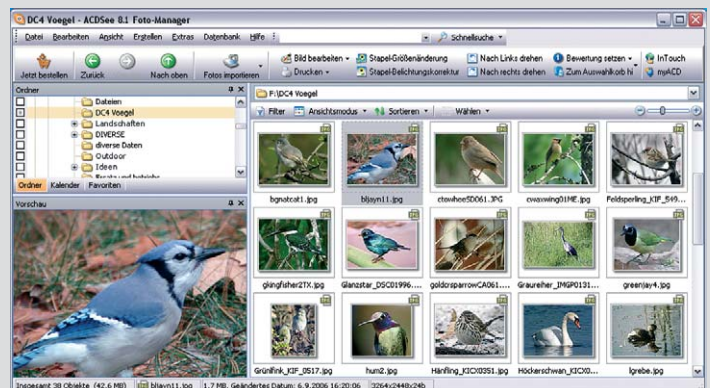 DC4 Voegel - ACDSee 8.1 Foto-Manager
Datei Bearbeiten Ansicht Erstellen Extras Datenbank Hilfe Schnellsuche
Bild bearbeiten Stapel-Größenänderung Nach Links drehen Bewertung setzen InTouch
Jetzt bestellen Zurück Nach oben Fotos importieren Drucken Stapel-Belichtungskorrektur Nach rechts drehen Zum Auswahlkorb hi myACD
Ordner
F:\DC4 Voegel
Dateien
DC4 Voegel
Landschaften
DIVERSE
diverse Daten
Outdoor
Ideen
Filter Ansichtsmodus Sortieren Wählen
Ordner Kalender Favoriten
Vorschau
bgnatcat1.jpg bljayn11.jpg ctowhee5D061.JPG cwaxwing01ME.jpg Feldsperling_KIF_549...
gkingfisher2TX.jpg Glanzstar_DSC01996.... goldcrsparrowCA061.... Graureiher_IMGP0131... greenjay4.jpg
Grünfink_KIF_0517.jpg hum2.jpg Hänfling_KICX0351.jpg Höckerschwan_KICX0... lgrebe.jpg
Insgesamt 38 Objekte (42,6 MB) bljayn11.jpg 1.7 MB, Geändertes Datum: 6.9.2006 16:20:06 3264x2448x24b